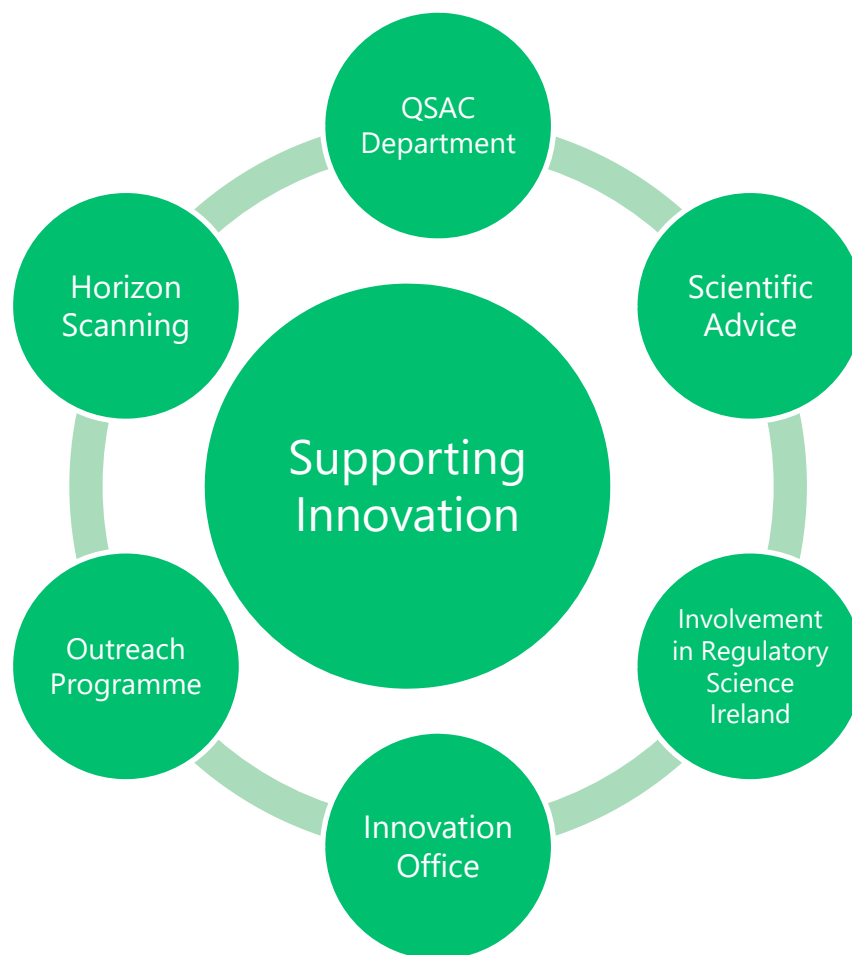 QSAC
Department
Scientific
Advice
Involvement
in Regulatory
Science
Ireland
Innovation
Office
Outreach
Programme
Horizon
Scanning
Supporting
Innovation